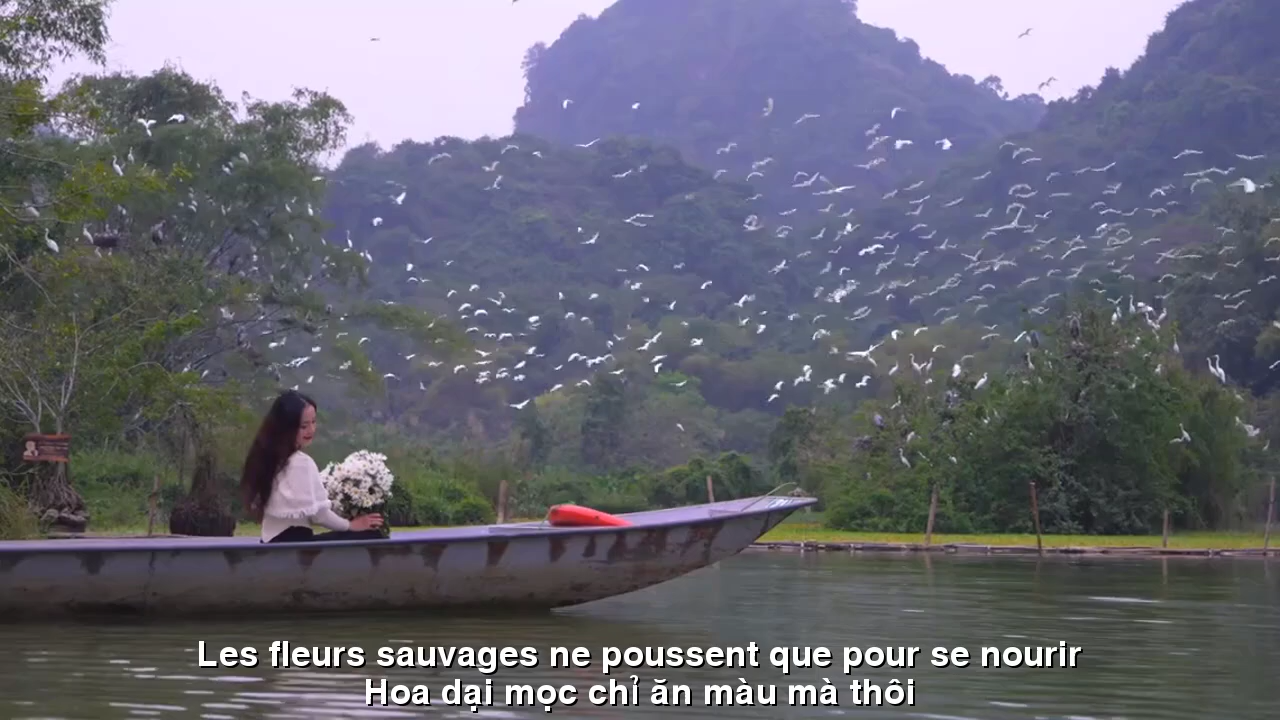 Les fleurs sauvages ne poussent que pour se nourir
Hoa dại mọc chỉ ăn màu mà thôi